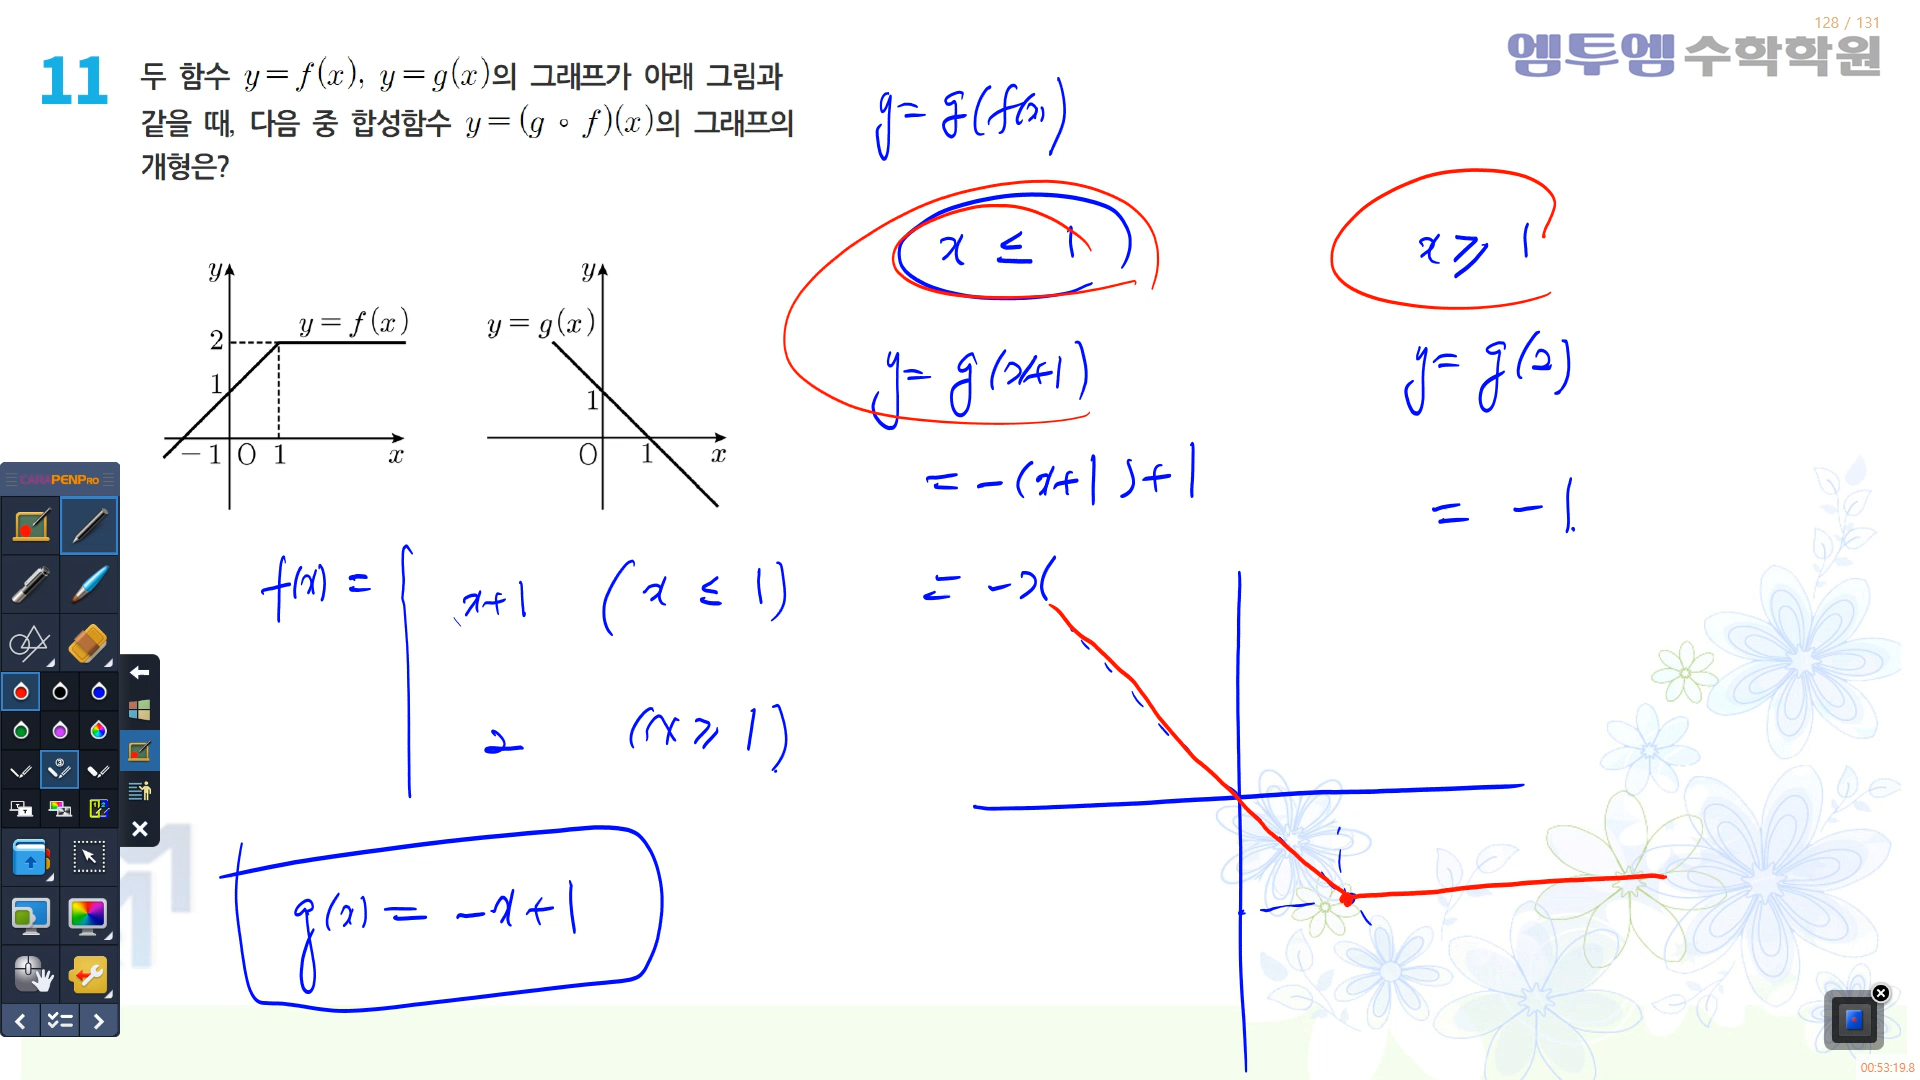 128 / 131
엠투엠 수학학원
11 두 함수 y=f(x), y=g(x)의 그래프가 아래 그림과
같을 때, 다음 중 합성함수 y=(g∘f)(x)의 그래프의
개형은?
y
y=f(x)
2
1
-1 O 1 x
y
y=g(x)
1
O 1 x
f(x) = { x+1 (x ≤ 1)
2 (x ≥ 1)
g(x) = -x+1
y= g(f(x)
x ≤ 1
y= g(x+1)
= -(x+1)+1
= -x
x ≥ 1
y= g(2)
= -1.
CARAPENPRO
00:53:19.8